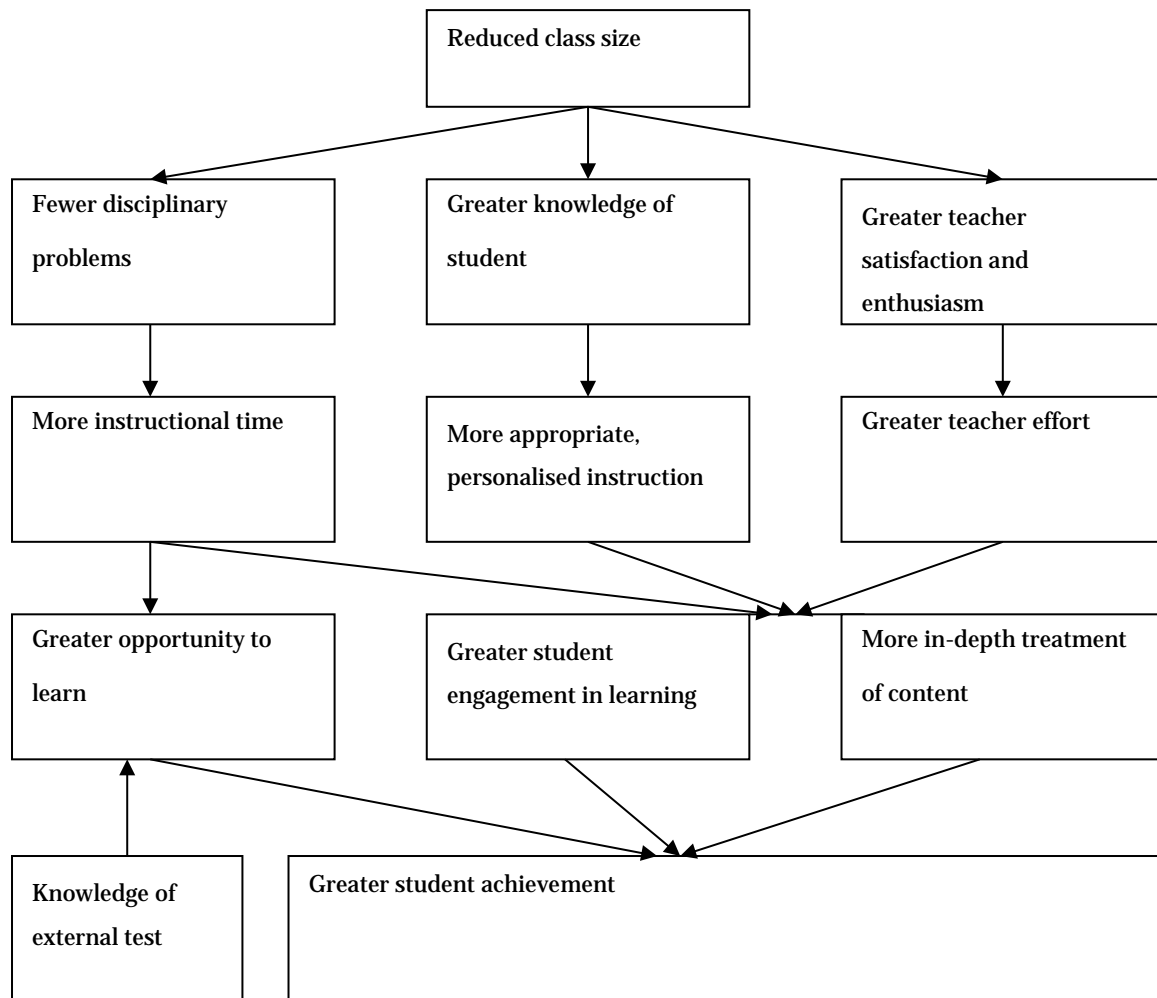 Reduced class size
Fewer disciplinary
problems
Greater knowledge of
student
Greater teacher
satisfaction and
enthusiasm
More instructional time
More appropriate,
personalised instruction
Greater teacher effort
Greater opportunity to
learn
Greater student
engagement in learning
More in-depth treatment
of content
Knowledge of
external test
Greater student achievement